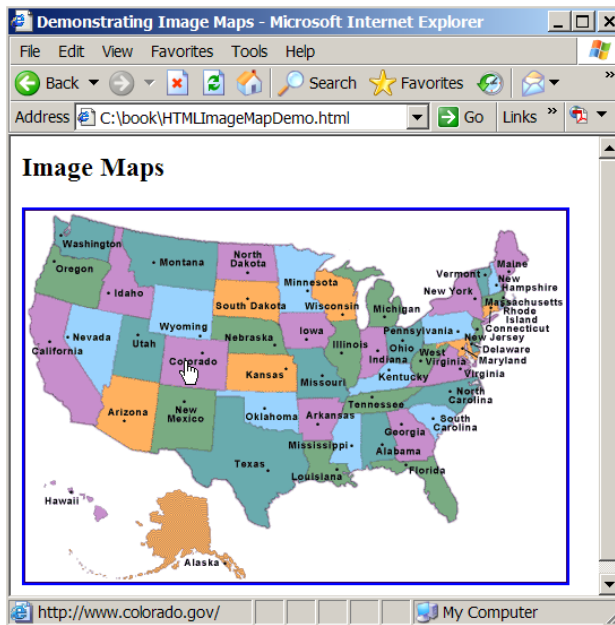 Demonstrating Image Maps - Microsoft Internet Explorer
File Edit View Favorites Tools Help
Back Search Favorites »
Address C:\book\HTMLImageMapDemo.html Go Links »
Image Maps
Washington
Oregon
Montana
Idaho
North
Dakota
South Dakota
Minnesota
Wisconsin
Michigan
Vermont
Maine
New
Hampshire
New York
Massachusetts
Rhode
Island
Connecticut
New Jersey
Delaware
Maryland
Pennsylvania
Wyoming
Nebraska
Iowa
Illinois
Indiana
Ohio
West
Virginia
Virginia
California
Nevada
Utah
Colorado
Kansas
Missouri
Kentucky
North
Carolina
Tennessee
South
Carolina
Arizona
New
Mexico
Oklahoma
Arkansas
Georgia
Mississippi
Alabama
Texas
Louisiana
Florida
Hawaii
Alaska
http://www.colorado.gov/ My Computer